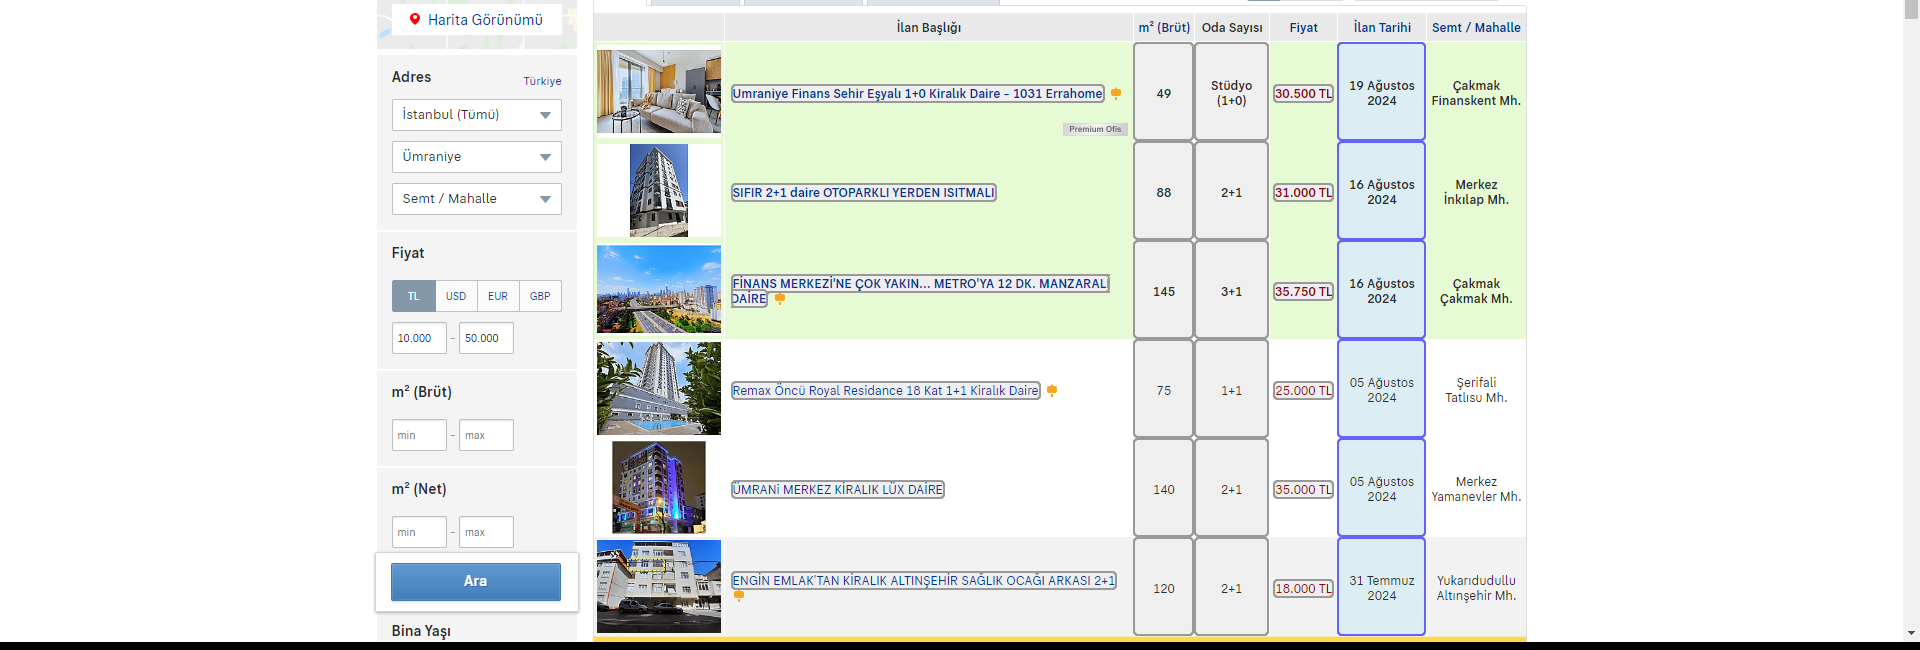 Harita Görünümü
Adres
Türkiye
İstanbul (Tümü)
Ümraniye
Semt / Mahalle
Fiyat
TL USD EUR GBP
10.000 - 50.000
m² (Brüt)
min - max
m² (Net)
min - max
Ara
Bina Yaşı
İlan Başlığı m² (Brüt) Oda Sayısı Fiyat İlan Tarihi Semt / Mahalle
Umraniye Finans Sehir Eşyalı 1+0 Kiralık Daire - 1031 Errahome
Premium Ofis
49
Stüdyo
(1+0)
30.500 TL
19 Ağustos
2024
Çakmak
Finanskent Mh.
SIFIR 2+1 daire OTOPARKLI YERDEN ISITMALI
88
2+1
31.000 TL
16 Ağustos
2024
Merkez
İnkılap Mh.
FİNANS MERKEZİ'NE ÇOK YAKIN... METRO'YA 12 DK. MANZARALI
DAİRE
145
3+1
35.750 TL
16 Ağustos
2024
Çakmak
Çakmak Mh.
Remax Öncü Royal Residance 18 Kat 1+1 Kiralık Daire
75
1+1
25.000 TL
05 Ağustos
2024
Şerifali
Tatlısu Mh.
ÜMRANi MERKEZ KİRALIK LÜX DAİRE
140
2+1
35.000 TL
05 Ağustos
2024
Merkez
Yamanevler Mh.
ENGİN EMLAK'TAN KİRALIK ALTINŞEHİR SAĞLIK OCAĞI ARKASI 2+1
120
2+1
18.000 TL
31 Temmuz
2024
Yukarıdudullu
Altınşehir Mh.